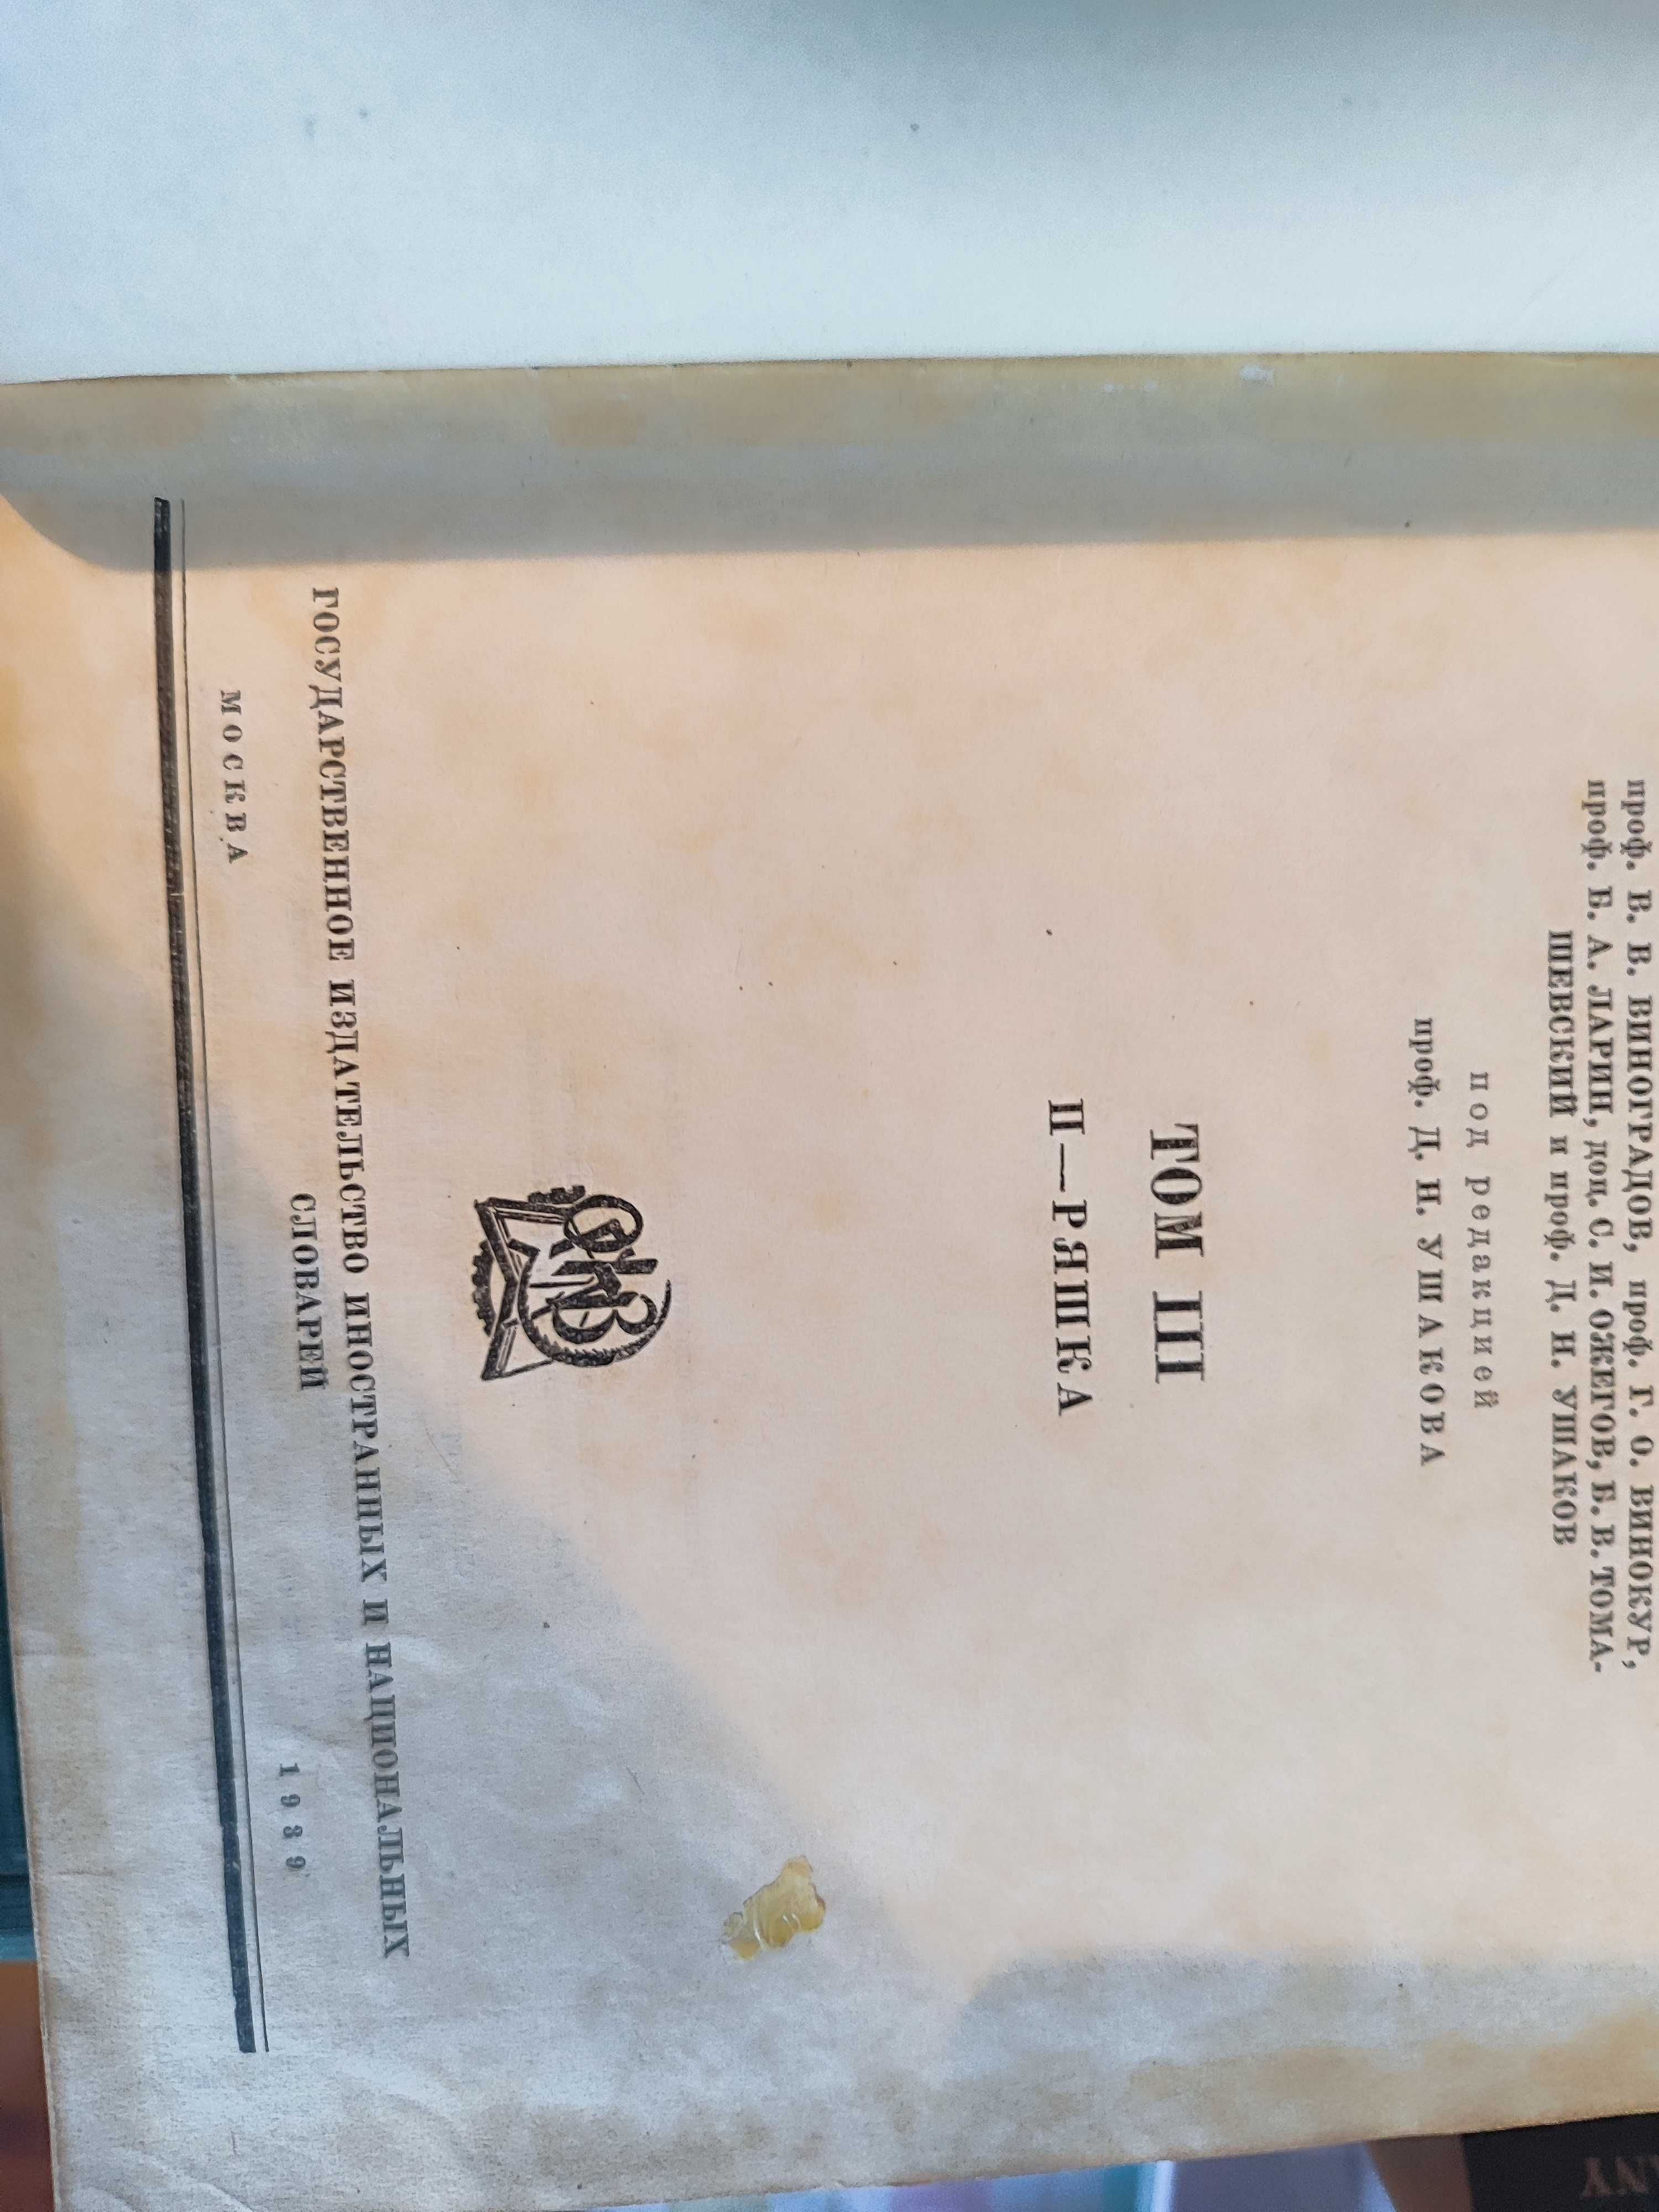 проф. В. В. ВИНОГРАДОВ, проф. Г. О. ВИНОКУР,
проф. Б. А. ЛАРИН, доц. С. И. ОЖЕГОВ, Б. В. ТОМА-
ШЕВСКИЙ и проф. Д. Н. УШАКОВ
под редакцией
проф. Д. Н. УШАКОВА
ТОМ III
П—РЯШКА
ОГИЗ
ГОСУДАРСТВЕННОЕ ИЗДАТЕЛЬСТВО ИНОСТРАННЫХ И НАЦИОНАЛЬНЫХ
СЛОВАРЕЙ
МОСКВА 1939